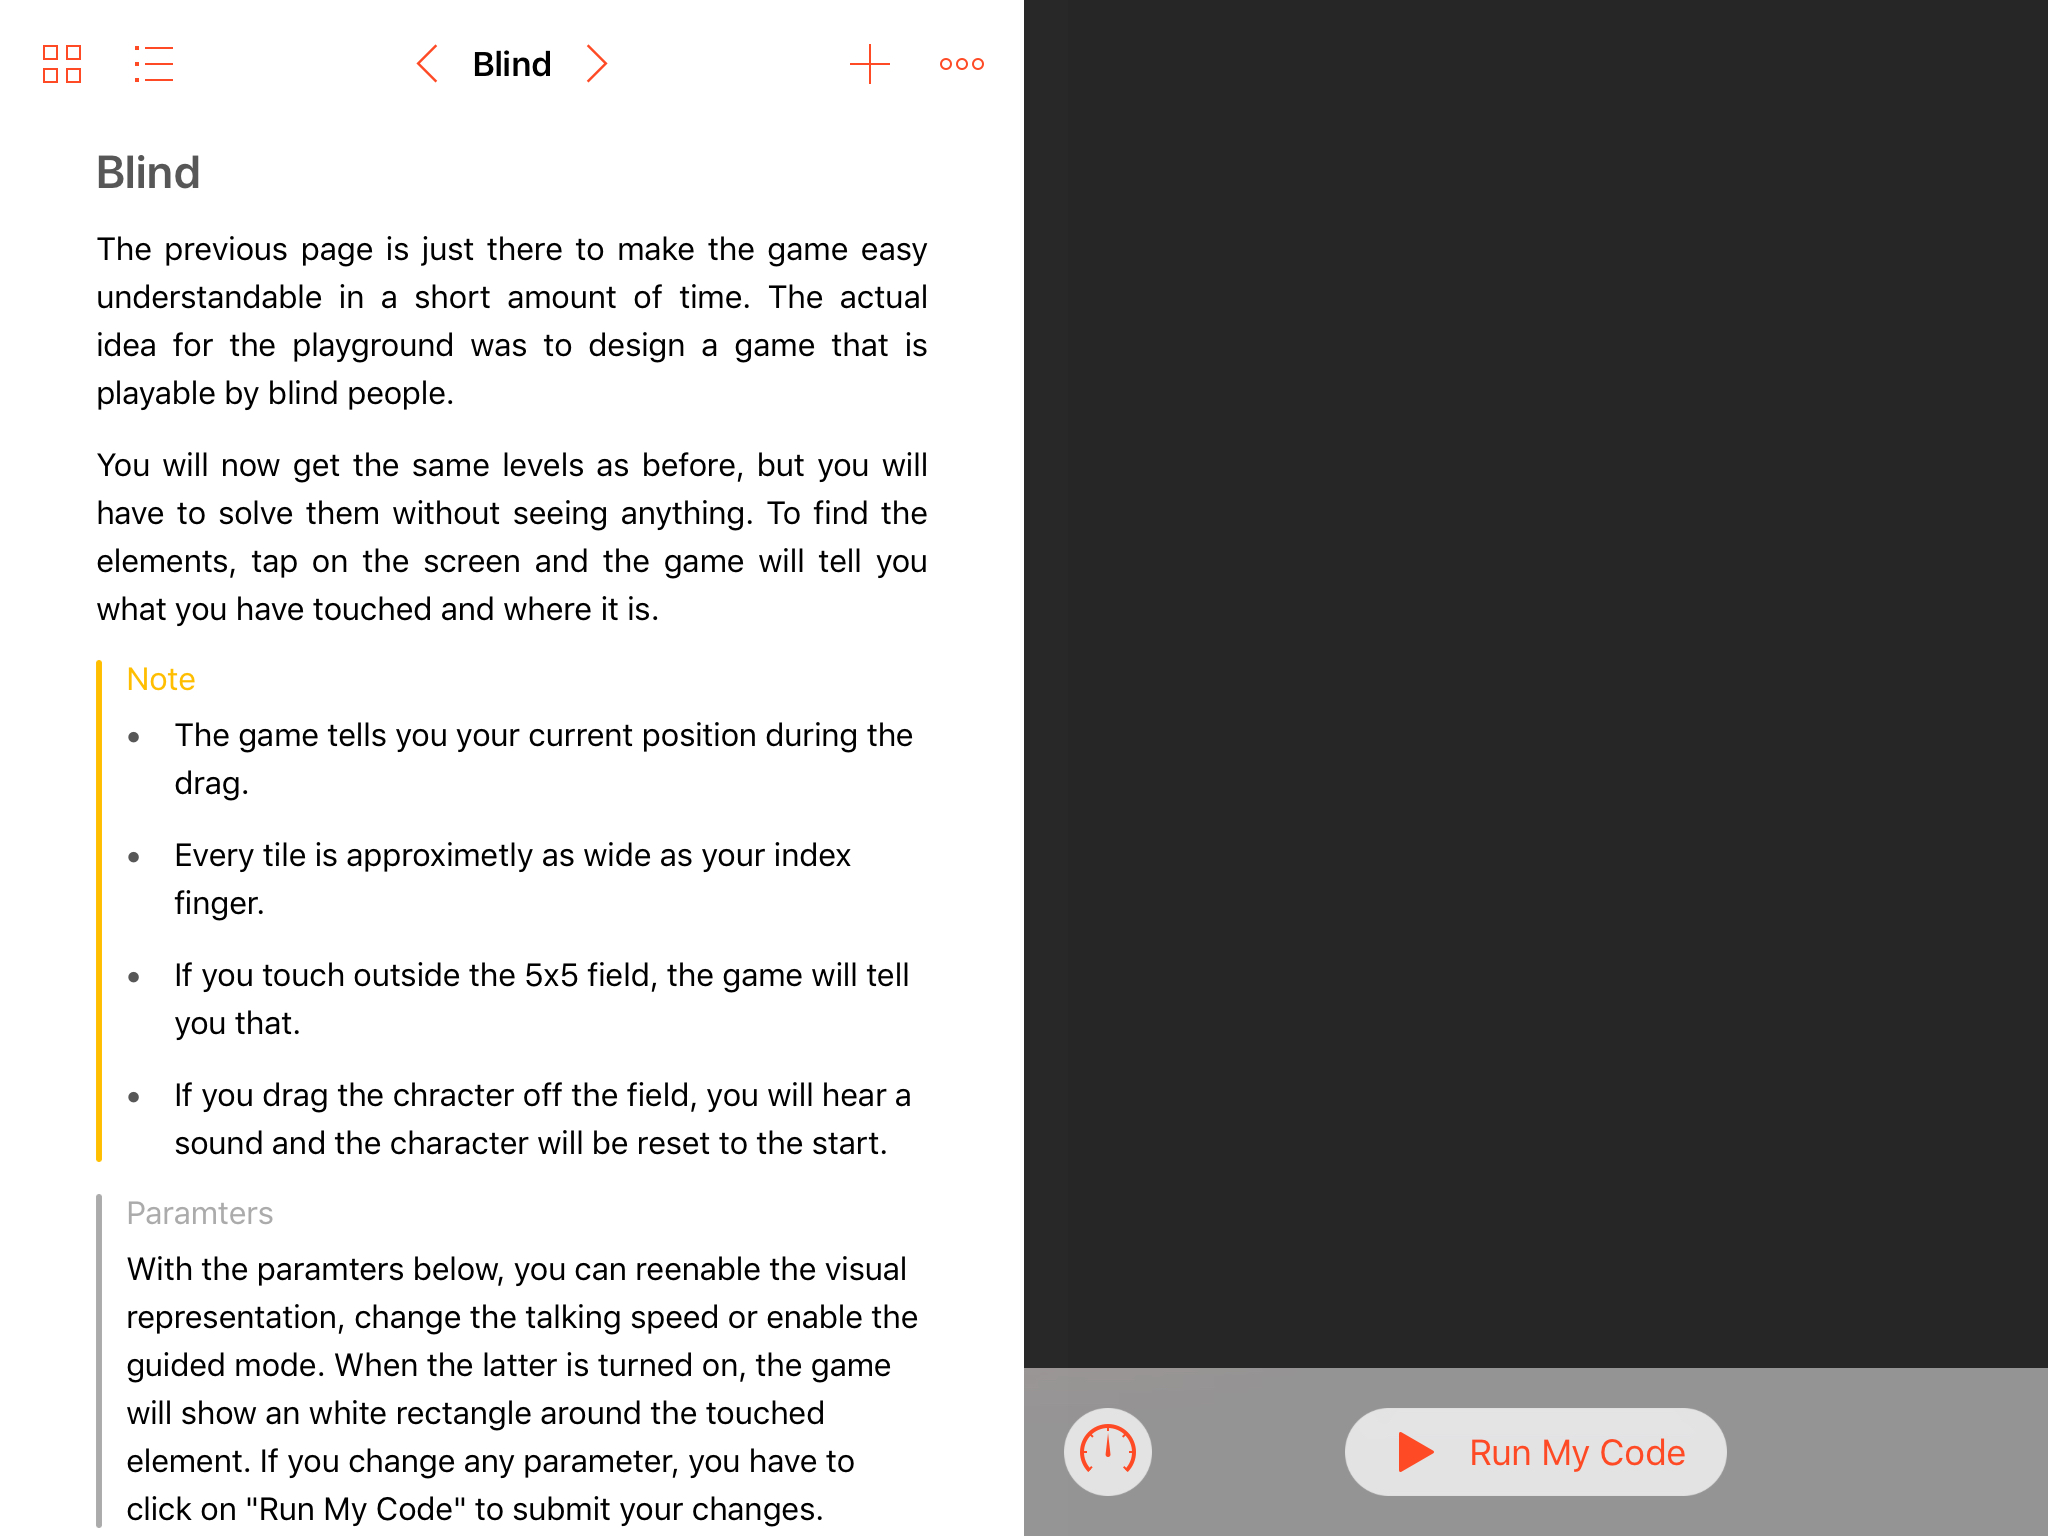 Blind
Blind
The previous page is just there to make the game easy
understandable in a short amount of time. The actual
idea for the playground was to design a game that is
playable by blind people.
You will now get the same levels as before, but you will
have to solve them without seeing anything. To find the
elements, tap on the screen and the game will tell you
what you have touched and where it is.
Note
• The game tells you your current position during the
drag.
• Every tile is approximetly as wide as your index
finger.
• If you touch outside the 5x5 field, the game will tell
you that.
• If you drag the chracter off the field, you will hear a
sound and the character will be reset to the start.
Paramters
With the paramters below, you can reenable the visual
representation, change the talking speed or enable the
guided mode. When the latter is turned on, the game
will show an white rectangle around the touched
element. If you change any parameter, you have to
click on "Run My Code" to submit your changes.
Run My Code